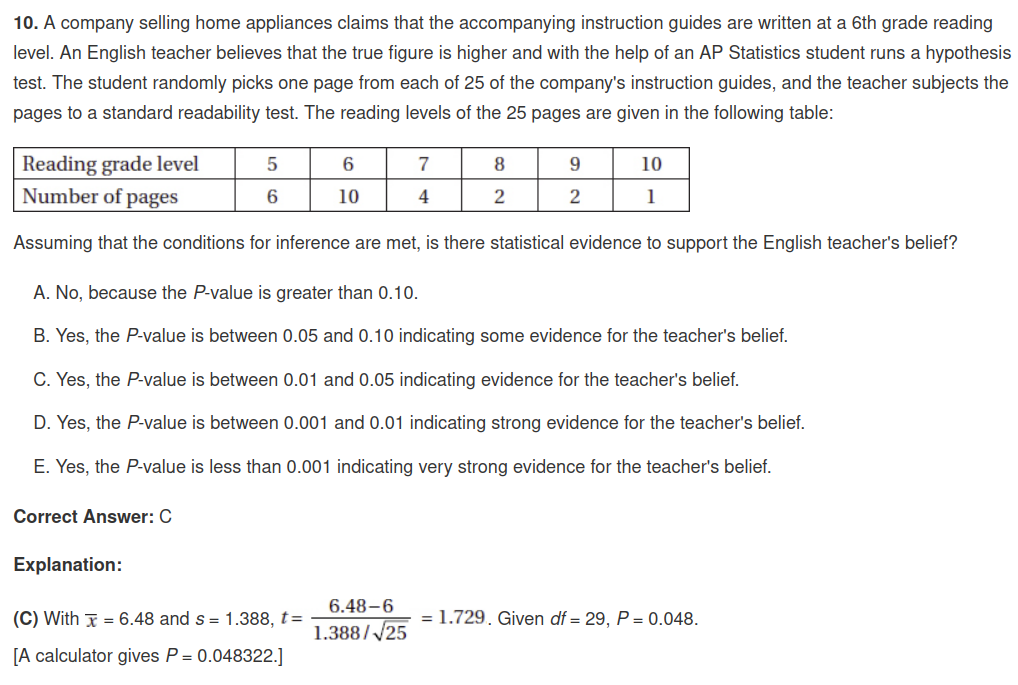 10. A company selling home appliances claims that the accompanying instruction guides are written at a 6th grade reading
level. An English teacher believes that the true figure is higher and with the help of an AP Statistics student runs a hypothesis
test. The student randomly picks one page from each of 25 of the company's instruction guides, and the teacher subjects the
pages to a standard readability test. The reading levels of the 25 pages are given in the following table:
Reading grade level 5 6 7 8 9 10
Number of pages 6 10 4 2 2 1
Assuming that the conditions for inference are met, is there statistical evidence to support the English teacher's belief?
A. No, because the P-value is greater than 0.10.
B. Yes, the P-value is between 0.05 and 0.10 indicating some evidence for the teacher's belief.
C. Yes, the P-value is between 0.01 and 0.05 indicating evidence for the teacher's belief.
D. Yes, the P-value is between 0.001 and 0.01 indicating strong evidence for the teacher's belief.
E. Yes, the P-value is less than 0.001 indicating very strong evidence for the teacher's belief.
Correct Answer: C
Explanation:
(C) With x̅ = 6.48 and s = 1.388, t = (6.48−6)/(1.388/√25) = 1.729. Given df = 29, P = 0.048.
[A calculator gives P = 0.048322.]